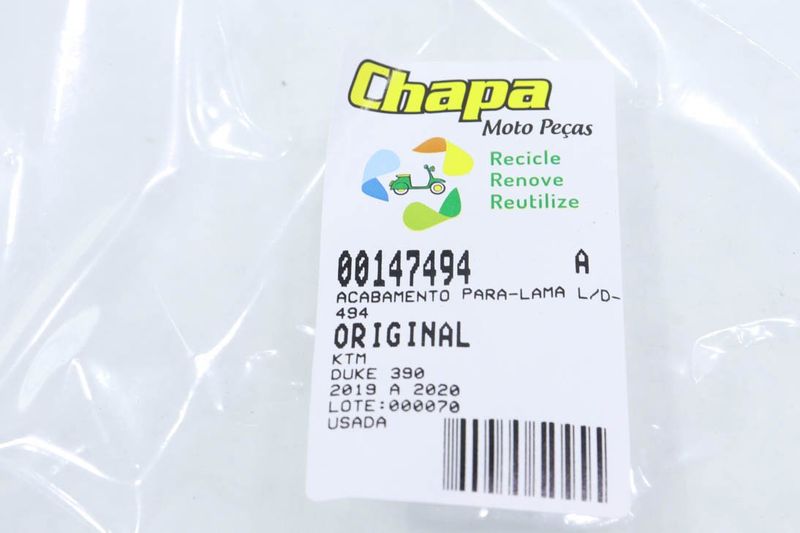 Chapa
Moto Peças
Recicle
Renove
Reutilize
00147494 A
ACABAMENTO PARA-LAMA L/D-
494
ORIGINAL
KTM
DUKE 390
2019 A 2020
LOTE:000070
USADA